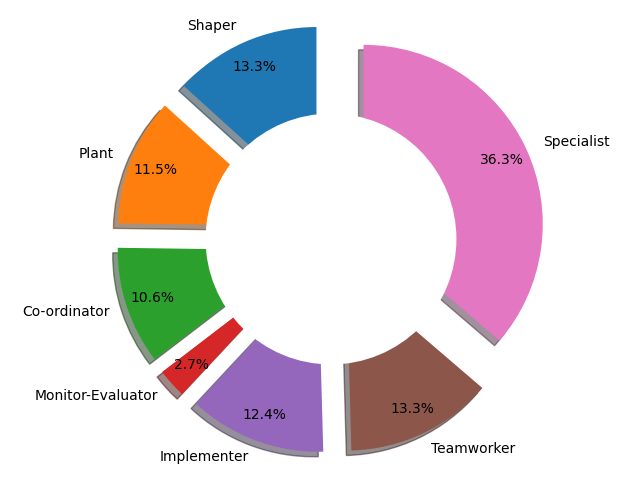 Shaper
13.3%
Specialist
36.3%
Plant
11.5%
Co-ordinator
10.6%
Monitor-Evaluator
2.7%
Implementer
12.4%
Teamworker
13.3%